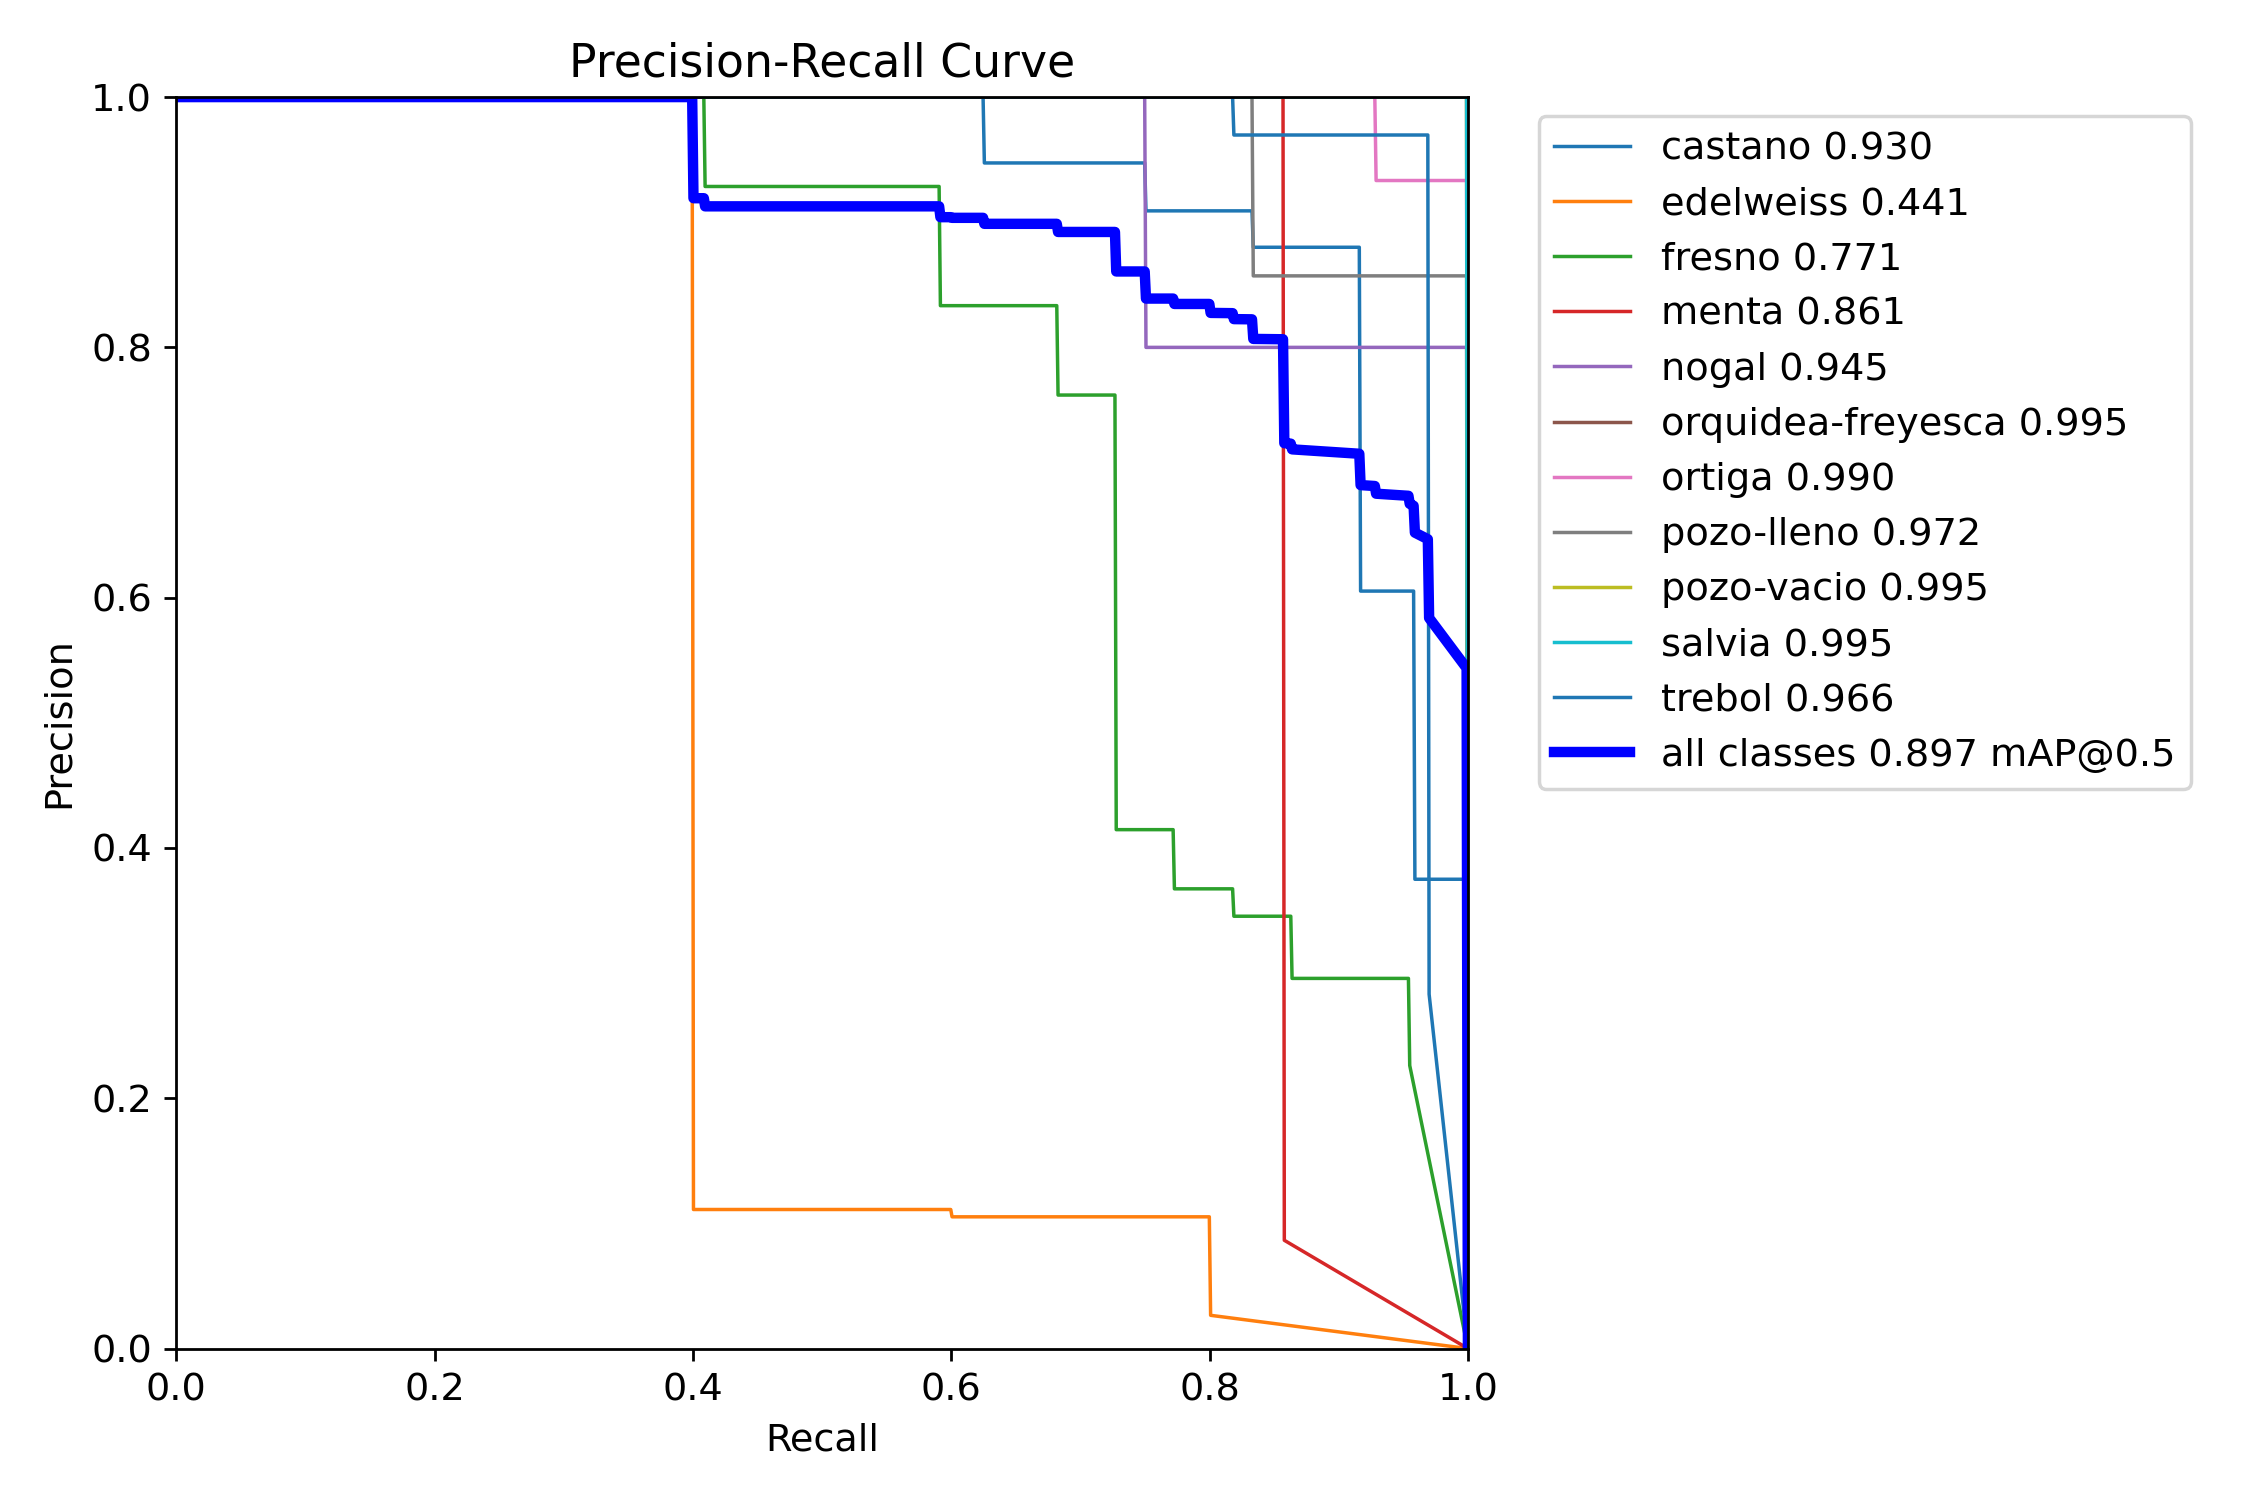 Precision-Recall Curve
1.0
0.8
0.6
0.4
0.2
0.0
Precision
0.0 0.2 0.4 0.6 0.8 1.0
Recall
castano 0.930
edelweiss 0.441
fresno 0.771
menta 0.861
nogal 0.945
orquidea-freyesca 0.995
ortiga 0.990
pozo-lleno 0.972
pozo-vacio 0.995
salvia 0.995
trebol 0.966
all classes 0.897 mAP@0.5